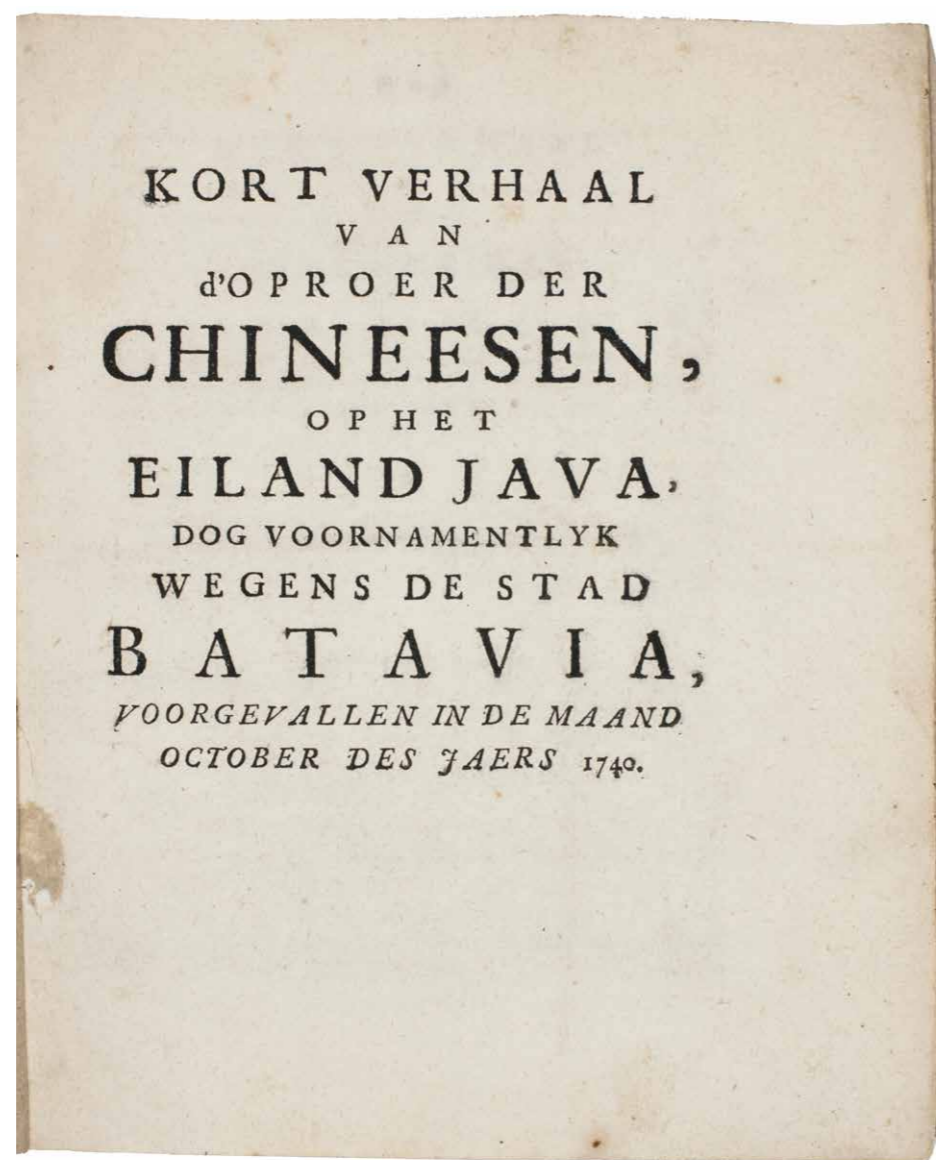 KORT VERHAAL
VAN
d'OPROER DER
CHINEESEN,
OP HET
EILAND JAVA,
DOG VOORNAMENTLYK
WEGENS DE STAD
BATAVIA,
VOORGEVALLEN IN DE MAAND
OCTOBER DES JAERS 1740.